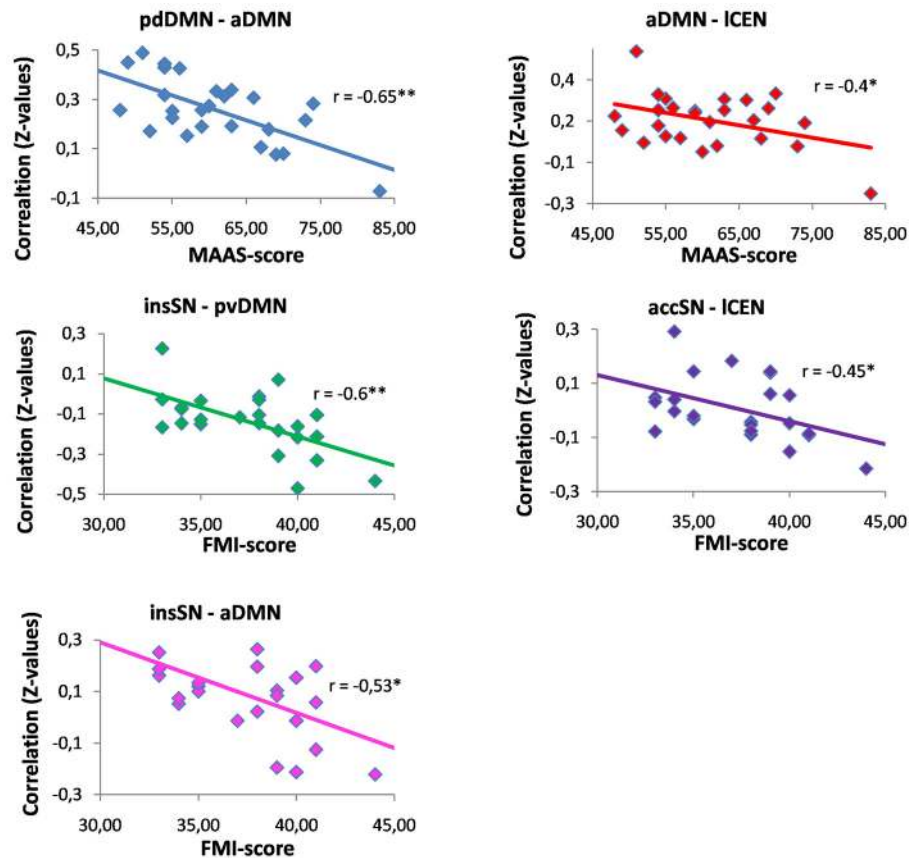 pdDMN - aDMN
Correaltion (Z-values)
0,5
0,3
0,1
-0,1
r = -0.65**
45,00 55,00 65,00 75,00 85,00
MAAS-score
aDMN - lCEN
Correaltion (Z-values)
0,4
0,2
0,2
-0,3
r = -0.4*
45,00 55,00 65,00 75,00 85,00
MAAS-score
insSN - pvDMN
Correlation (Z-values)
0,3
0,1
-0,1
-0,3
-0,5
r = -0.6**
30,00 35,00 40,00 45,00
FMI-score
accSN - lCEN
Correlation (Z-values)
0,3
0,1
-0,1
-0,3
r = -0.45*
30,00 35,00 40,00 45,00
FMI-score
insSN - aDMN
Correlation (Z-values)
0,3
0,1
-0,1
-0,3
r = -0,53*
30,00 35,00 40,00 45,00
FMI-score